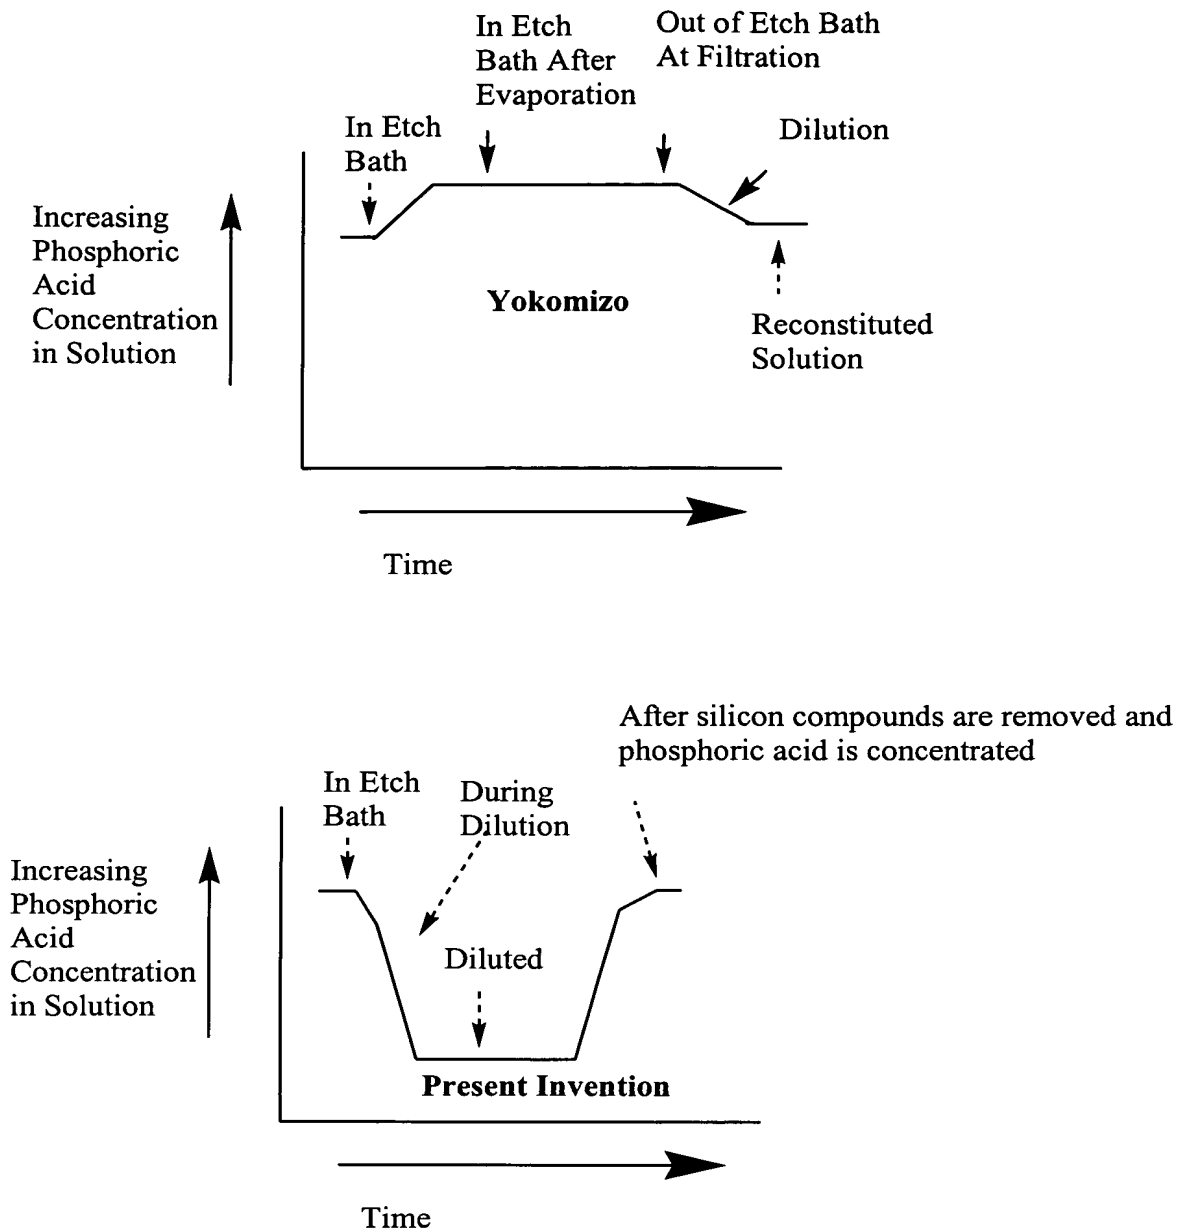 In Etch
Bath After
Evaporation
Out of Etch Bath
At Filtration
In Etch
Bath
Dilution
Increasing
Phosphoric
Acid
Concentration
in Solution
Yokomizo
Reconstituted
Solution
Time
After silicon compounds are removed and
phosphoric acid is concentrated
In Etch
Bath
During
Dilution
Increasing
Phosphoric
Acid
Concentration
in Solution
Diluted
Present Invention
Time